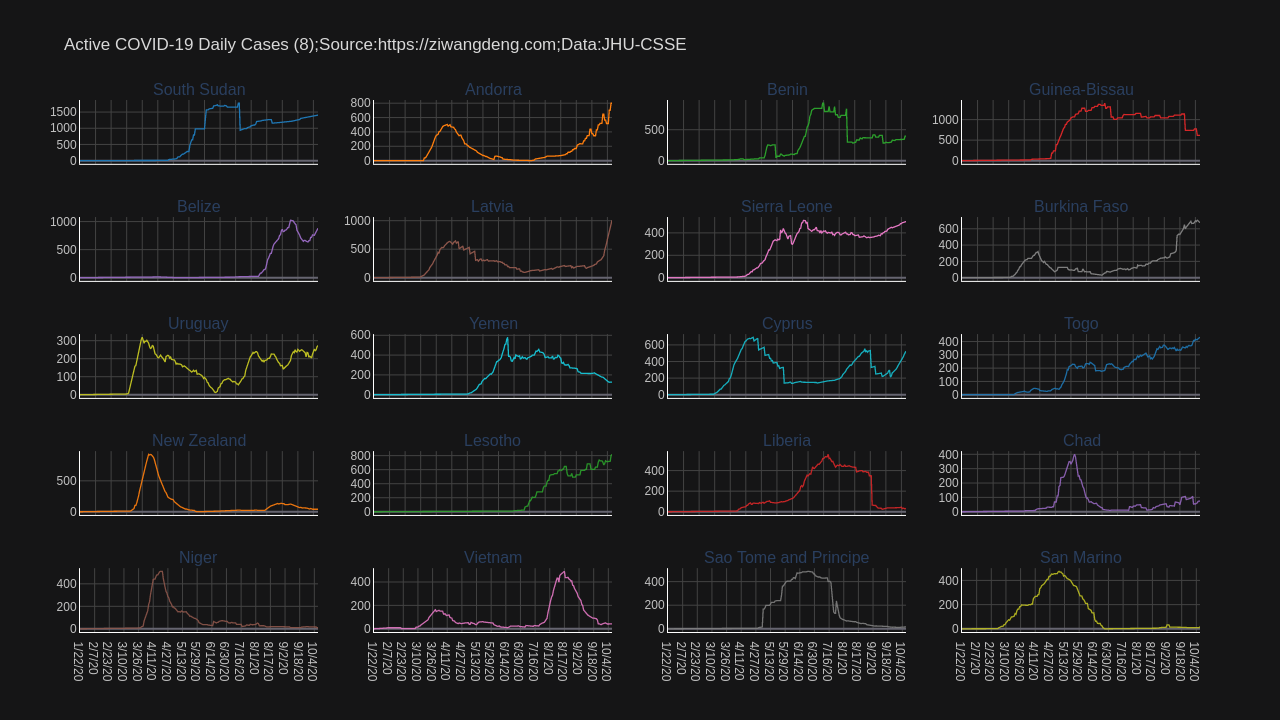 Active COVID-19 Daily Cases (8);Source:https://ziwangdeng.com;Data:JHU-CSSE
South Sudan Andorra Benin Guinea-Bissau
1500 800
1000 600 500 1000
500 400 500
0 200 0 0
0
Belize Latvia Sierra Leone Burkina Faso
1000 1000 400 600
500 500 200 400
0 0 0 200
0
Uruguay Yemen Cyprus Togo
300 600 600 400
200 400 400 300
100 200 200 200
0 0 0 100
0
New Zealand Lesotho Liberia Chad
500 800 400 400
0 600 200 300
400 0 200
200 100
0 0
Niger Vietnam Sao Tome and Principe San Marino
400 400 400 400
200 200 200 200
0 0 0 0
1/22/20 2/7/20 2/23/20 3/10/20 3/26/20 4/11/20 4/27/20 5/13/20 5/29/20 6/14/20 6/30/20 7/16/20 8/1/20 8/17/20 9/2/20 9/18/20 10/04/20
1/22/20 2/7/20 2/23/20 3/10/20 3/26/20 4/11/20 4/27/20 5/13/20 5/29/20 6/14/20 6/30/20 7/16/20 8/1/20 8/17/20 9/2/20 9/18/20 10/04/20
1/22/20 2/7/20 2/23/20 3/10/20 3/26/20 4/11/20 4/27/20 5/13/20 5/29/20 6/14/20 6/30/20 7/16/20 8/1/20 8/17/20 9/2/20 9/18/20 10/04/20
1/22/20 2/7/20 2/23/20 3/10/20 3/26/20 4/11/20 4/27/20 5/13/20 5/29/20 6/14/20 6/30/20 7/16/20 8/1/20 8/17/20 9/2/20 9/18/20 10/04/20